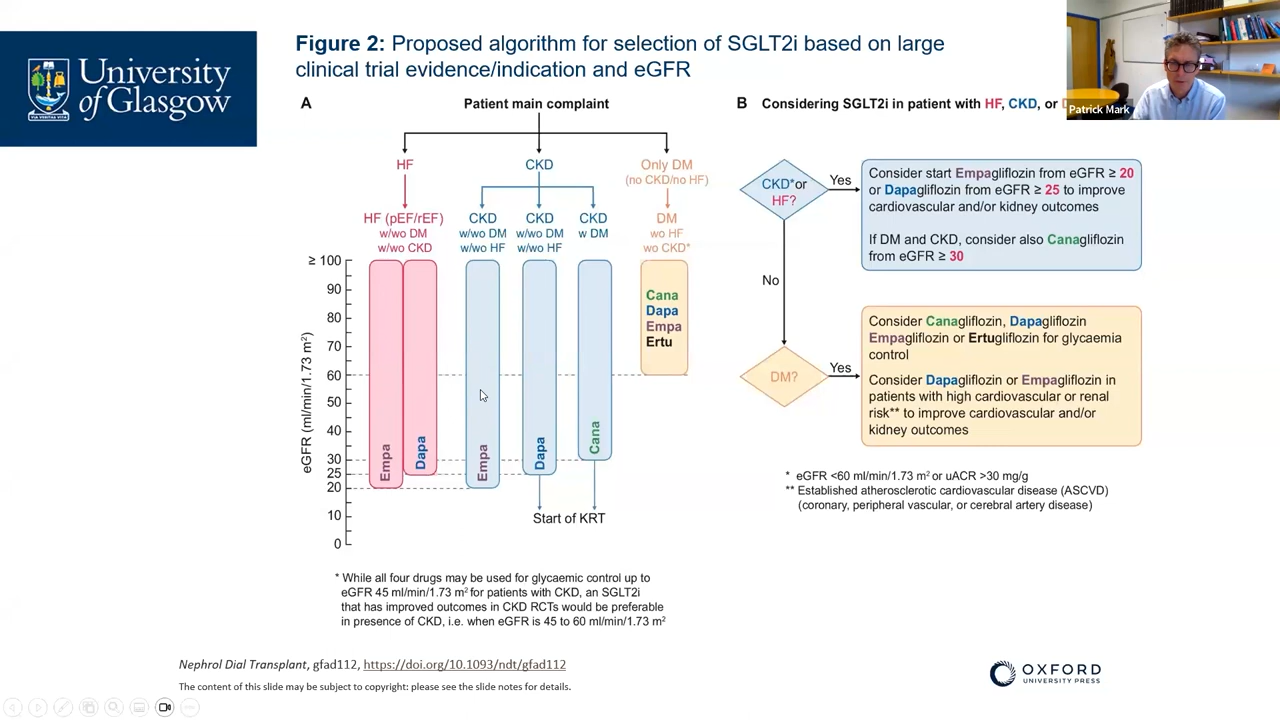 University
of Glasgow
VIA VERITAS VITA
Figure 2: Proposed algorithm for selection of SGLT2i based on large
clinical trial evidence/indication and eGFR
Patrick Mark
A
Patient main complaint
HF
CKD
Only DM
(no CKD/no HF)
HF (pEF/rEF)
w/wo DM
w/wo CKD
CKD
w/wo DM
w/wo HF
CKD
w/wo DM
w/wo HF
CKD
w DM
DM
wo HF
wo CKD*
eGFR (ml/min/1.73 m²)
≥ 100
90
80
70
60
50
40
30
25
20
10
0
Empa
Dapa
Empa
Dapa
Cana
Cana
Dapa
Empa
Ertu
Start of KRT
* While all four drugs may be used for glycaemic control up to
eGFR 45 ml/min/1.73 m² for patients with CKD, an SGLT2i
that has improved outcomes in CKD RCTs would be preferable
in presence of CKD, i.e. when eGFR is 45 to 60 ml/min/1.73 m²
B
Considering SGLT2i in patient with HF, CKD, or
CKD*or
HF?
Yes
Consider start Empagliflozin from eGFR ≥ 20
or Dapagliflozin from eGFR ≥ 25 to improve
cardiovascular and/or kidney outcomes
If DM and CKD, consider also Canagliflozin
from eGFR ≥ 30
No
DM?
Yes
Consider Canagliflozin, Dapagliflozin
Empagliflozin or Ertugliflozin for glycaemia
control
Consider Dapagliflozin or Empagliflozin in
patients with high cardiovascular or renal
risk** to improve cardiovascular and/or
kidney outcomes
* eGFR <60 ml/min/1.73 m² or uACR >30 mg/g
** Established atherosclerotic cardiovascular disease (ASCVD)
(coronary, peripheral vascular, or cerebral artery disease)
Nephrol Dial Transplant, gfad112, https://doi.org/10.1093/ndt/gfad112
The content of this slide may be subject to copyright: please see the slide notes for details.
OXFORD
UNIVERSITY PRESS